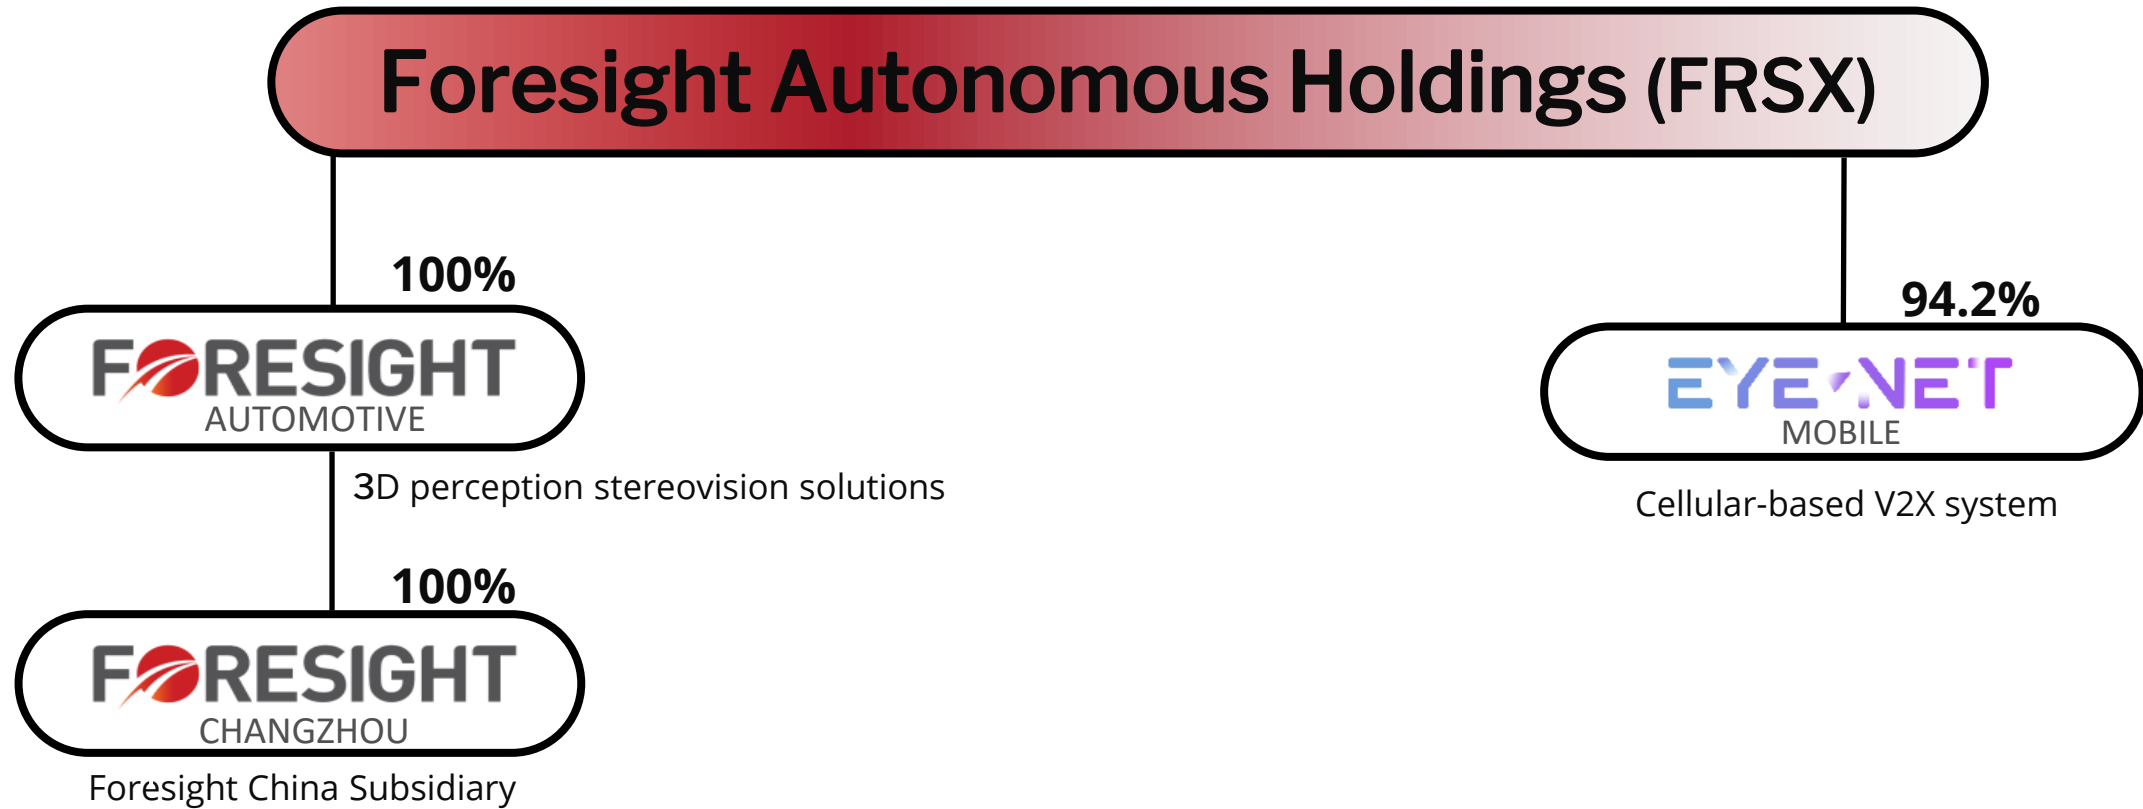 Foresight Autonomous Holdings (FRSX)
100%
FORESIGHT
AUTOMOTIVE
3D perception stereovision solutions
100%
FORESIGHT
CHANGZHOU
Foresight China Subsidiary
94.2%
EYE-NET
MOBILE
Cellular-based V2X system